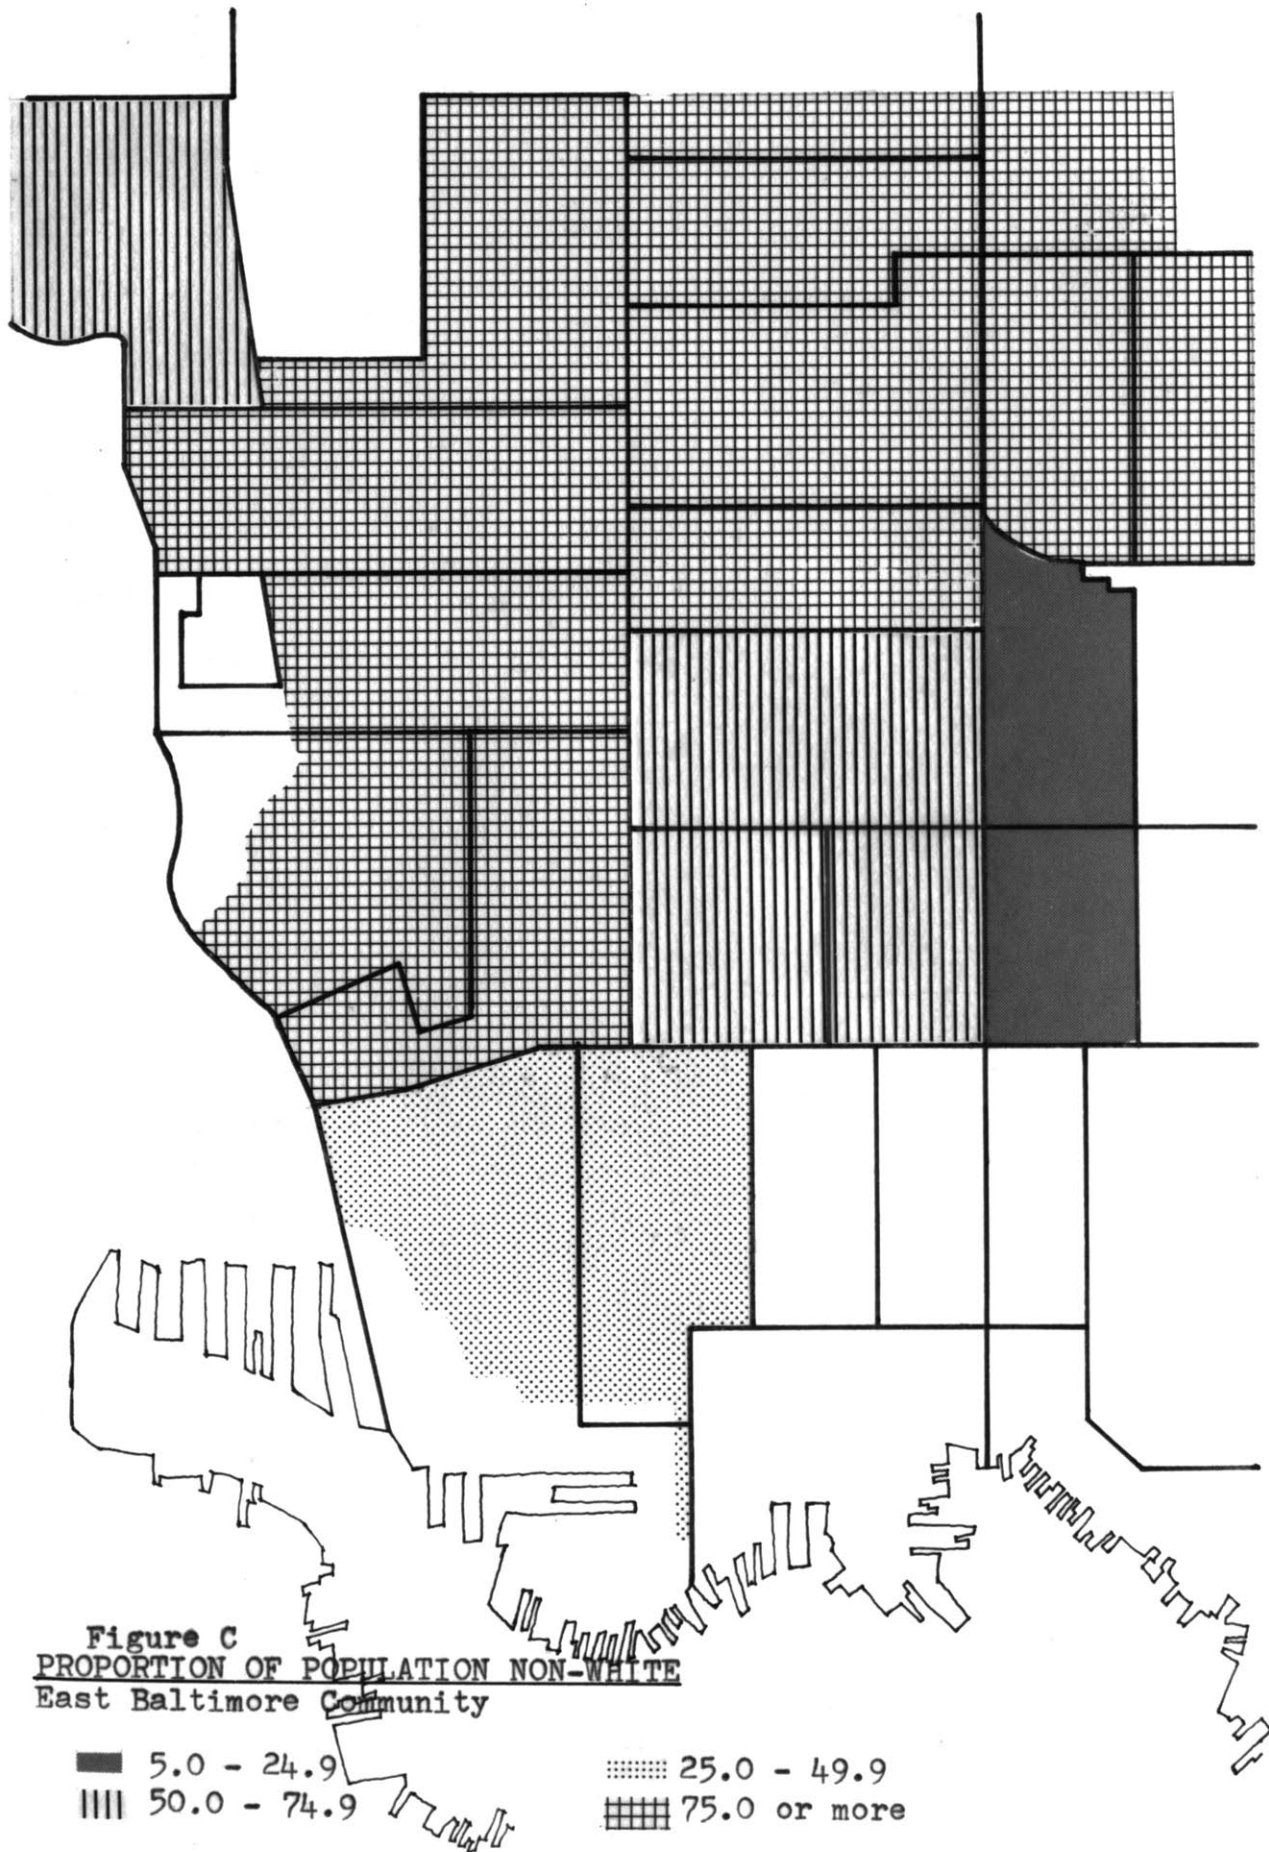 Figure C
PROPORTION OF POPULATION NON-WHITE
East Baltimore Community
5.0 - 24.9
25.0 - 49.9
50.0 - 74.9
75.0 or more